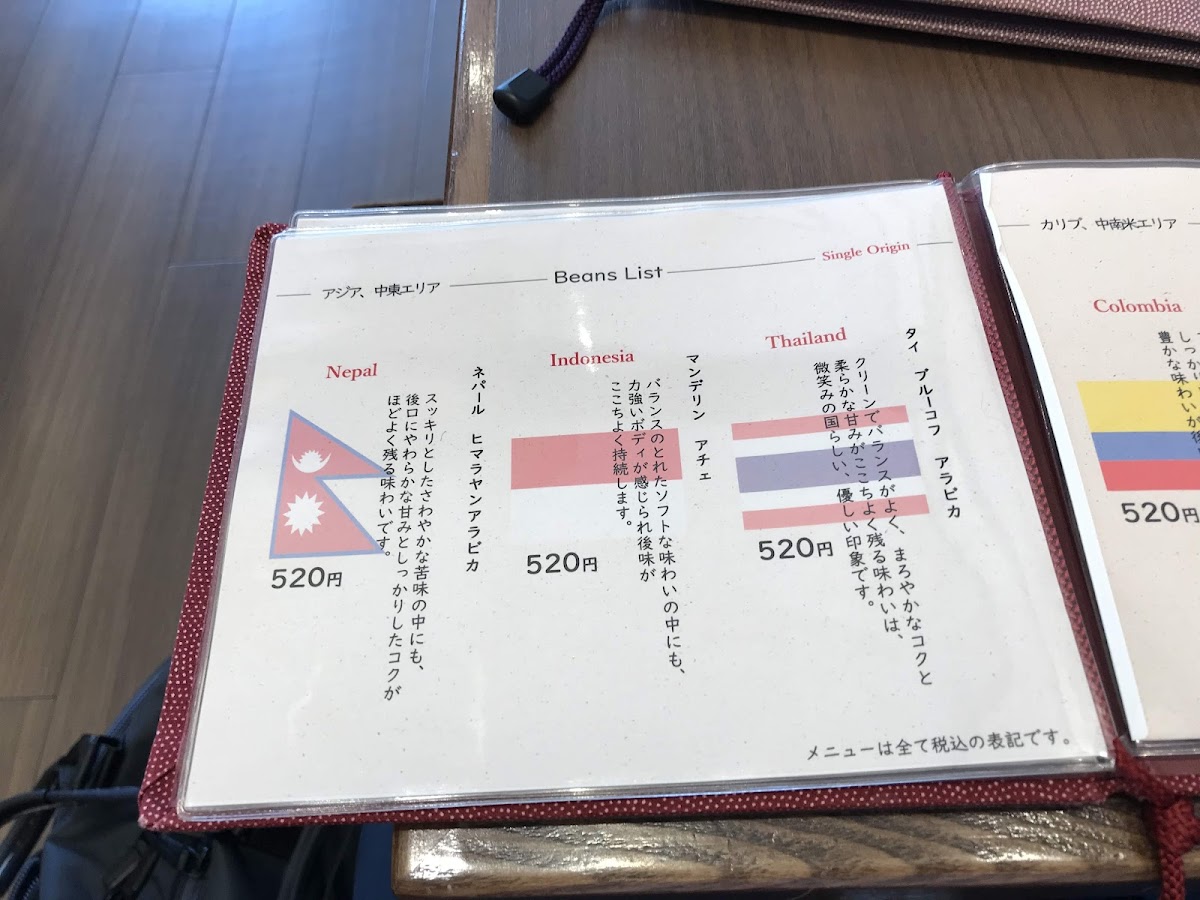 アジア、中東エリア
Beans List
Single Origin
Nepal
ネパール ヒマラヤンアラビカ
スッキリとしたさわやかな苦味の中にも、
後口にやわらかな甘みとしっかりしたコクが
ほどよく残る味わいです。
520円
Indonesia
マンデリン アチェ
バランスのとれたソフトな味わいの中にも、
力強いボディが感じられ後味が
ここちよく持続します。
520円
Thailand
タイ ブルーコフ アラビカ
クリーンでバランスがよく、まろやかなコクと
柔らかな甘みがここちよく残る味わいは、
微笑みの国らしい、優しい印象です。
520円
メニューは全て税込の表記です。
カリブ、中南米エリア
Colombia
豊かな味わいが
520円